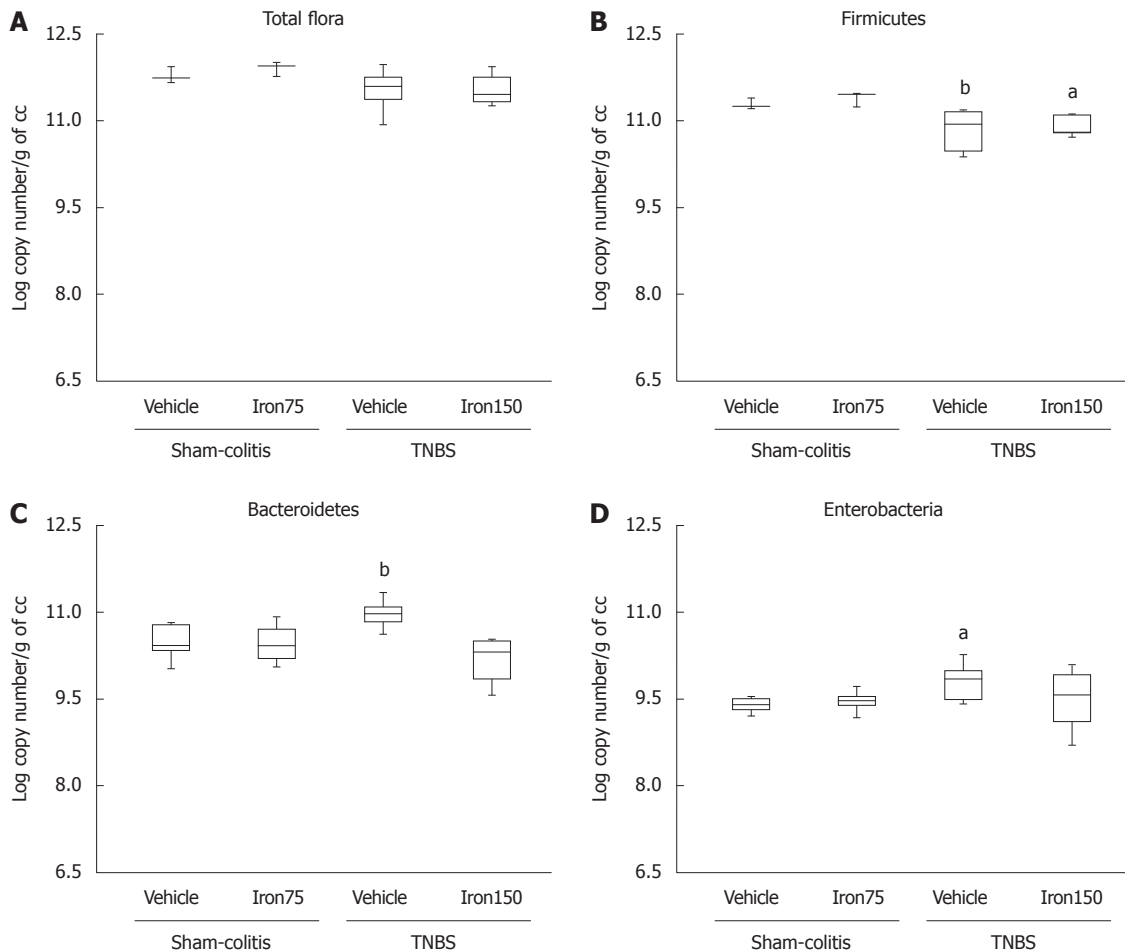 A
Total flora
12.5
11.0
9.5
8.0
6.5
Log copy number/g of cc
Vehicle Iron75 Vehicle Iron150
Sham-colitis TNBS
B
Firmicutes
12.5
11.0
9.5
8.0
6.5
Log copy number/g of cc
b a
Vehicle Iron75 Vehicle Iron150
Sham-colitis TNBS
C
Bacteroidetes
12.5
11.0
9.5
8.0
6.5
Log copy number/g of cc
b
Vehicle Iron75 Vehicle Iron150
Sham-colitis TNBS
D
Enterobacteria
12.5
11.0
9.5
8.0
6.5
Log copy number/g of cc
a
Vehicle Iron75 Vehicle Iron150
Sham-colitis TNBS